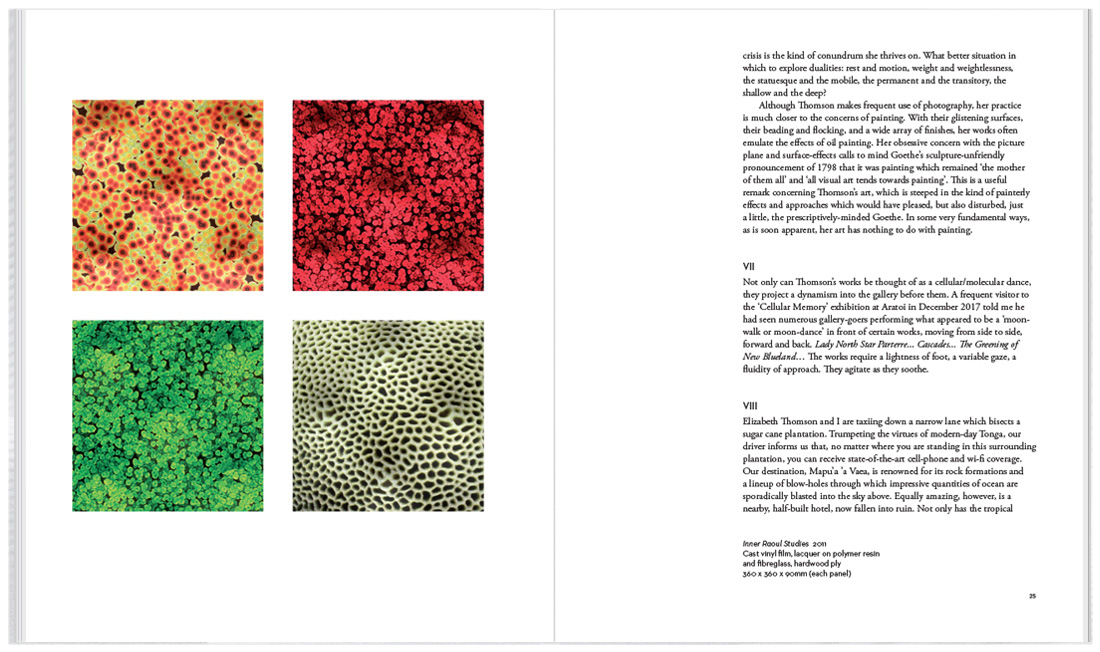 crisis is the kind of conundrum she thrives on. What better situation in
which to explore dualities: rest and motion, weight and weightlessness,
the statuesque and the mobile, the permanent and the transitory, the
shallow and the deep?
Although Thomson makes frequent use of photography, her practice
is much closer to the concerns of painting. With their glistening surfaces,
their beading and flocking, and a wide array of finishes, her works often
emulate the effects of oil painting. Her obsessive concern with the picture
plane and surface-effects calls to mind Goethe's sculpture-unfriendly
pronouncement of 1798 that it was painting which remained 'the mother
of them all' and 'all visual art tends towards painting'. This is a useful
remark concerning Thomson's art, which is steeped in the kind of painterly
effects and approaches which would have pleased, but also disturbed, just
a little, the prescriptively-minded Goethe. In some very fundamental ways,
as is soon apparent, her art has nothing to do with painting.
VII
Not only can Thomson's works be thought of as a cellular/molecular dance,
they project a dynamism into the gallery before them. A frequent visitor to
the 'Cellular Memory' exhibition at Aratoi in December 2017 told me he
had seen numerous gallery-goers performing what appeared to be a 'moon-
walk or moon-dance' in front of certain works, moving from side to side,
forward and back. Lady North Star Parterre... Cascades... The Greening of
New Blueland... The works require a lightness of foot, a variable gaze, a
fluidity of approach. They agitate as they soothe.
VIII
Elizabeth Thomson and I are taxiing down a narrow lane which bisects a
sugar cane plantation. Trumpeting the virtues of modern-day Tonga, our
driver informs us that, no matter where you are standing in this surrounding
plantation, you can receive state-of-the-art cell-phone and wi-fi coverage.
Our destination, Mapu'a 'a Vaea, is renowned for its rock formations and
a lineup of blow-holes through which impressive quantities of ocean are
sporadically blasted into the sky above. Equally amazing, however, is a
nearby, half-built hotel, now fallen into ruin. Not only has the tropical
Inner Raoul Studies 2011
Cast vinyl film, lacquer on polymer resin
and fibreglass, hardwood ply
360 x 360 x 90mm (each panel)
25